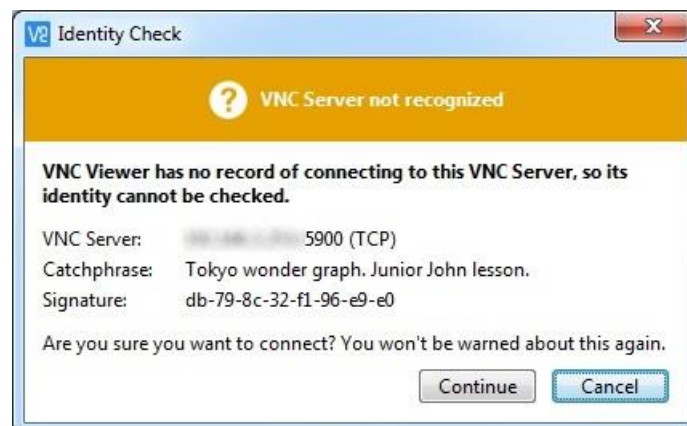 Identity Check
VNC Server not recognized
VNC Viewer has no record of connecting to this VNC Server, so its
identity cannot be checked.
VNC Server: 5900 (TCP)
Catchphrase: Tokyo wonder graph. Junior John lesson.
Signature: db-79-8c-32-f1-96-e9-e0
Are you sure you want to connect? You won't be warned about this again.
Continue Cancel